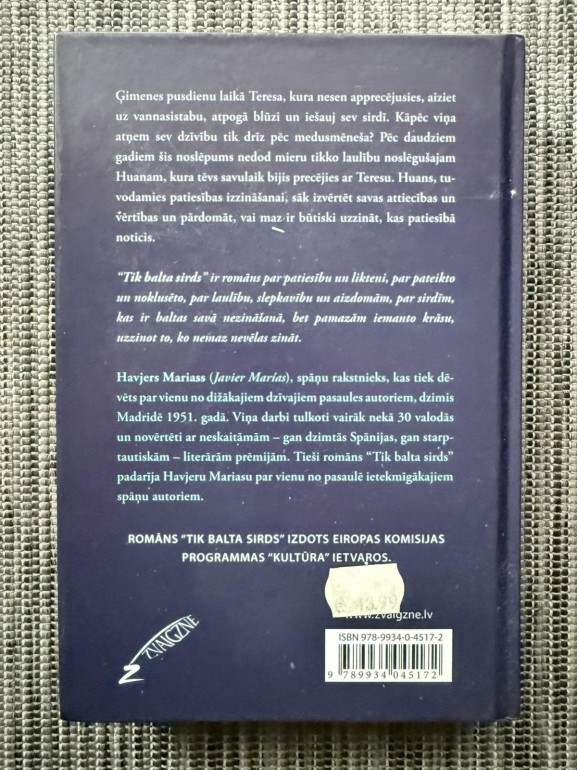 Ģimenes pusdienu laikā Teresa, kura nesen apprecējusies, aiziet
uz vannasistabu, atpogā blūzi un iešauj sev sirdī. Kāpēc viņa
atņem sev dzīvību tik drīz pēc medusmēneša? Pēc daudziem
gadiem šis noslēpums nedod mieru tikko laulību noslēgušajam
Huanam, kura tēvs savulaik bijis precējies ar Teresu. Huans, tu-
vodamies patiesības izzināšanai, sāk izvērtēt savas attiecības un
vērtības un pārdomāt, vai maz ir būtiski uzzināt, kas patiesībā
noticis.
“Tik balta sirds” ir romāns par patiesību un likteni, par pateikto
un noklusēto, par laulību, slepkavību un aizdomām, par sirdīm,
kas ir baltas savā nezināšanā, bet pamazām iemanto krāsu,
uzzinot to, ko nemaz nevēlas zināt.
Havjers Mariass (Javier Marías), spāņu rakstnieks, kas tiek dē-
vēts par vienu no dižākajiem dzīvajiem pasaules autoriem, dzimis
Madridē 1951. gadā. Viņa darbi tulkoti vairāk nekā 30 valodās
un novērtēti ar neskaitāmām – gan dzimtās Spānijas, gan starp-
tautiskām – literārām prēmijām. Tieši romāns “Tik balta sirds”
padarīja Havjeru Mariasu par vienu no pasaulē ietekmīgākajiem
spāņu autoriem.
ROMĀNS “TIK BALTA SIRDS” IZDOTS EIROPAS KOMISIJAS
PROGRAMMAS “KULTŪRA” IETVAROS.
www.zvaigzne.lv
ZVAIGZNE
ISBN 978-9934-0-4517-2
9 789934 045172